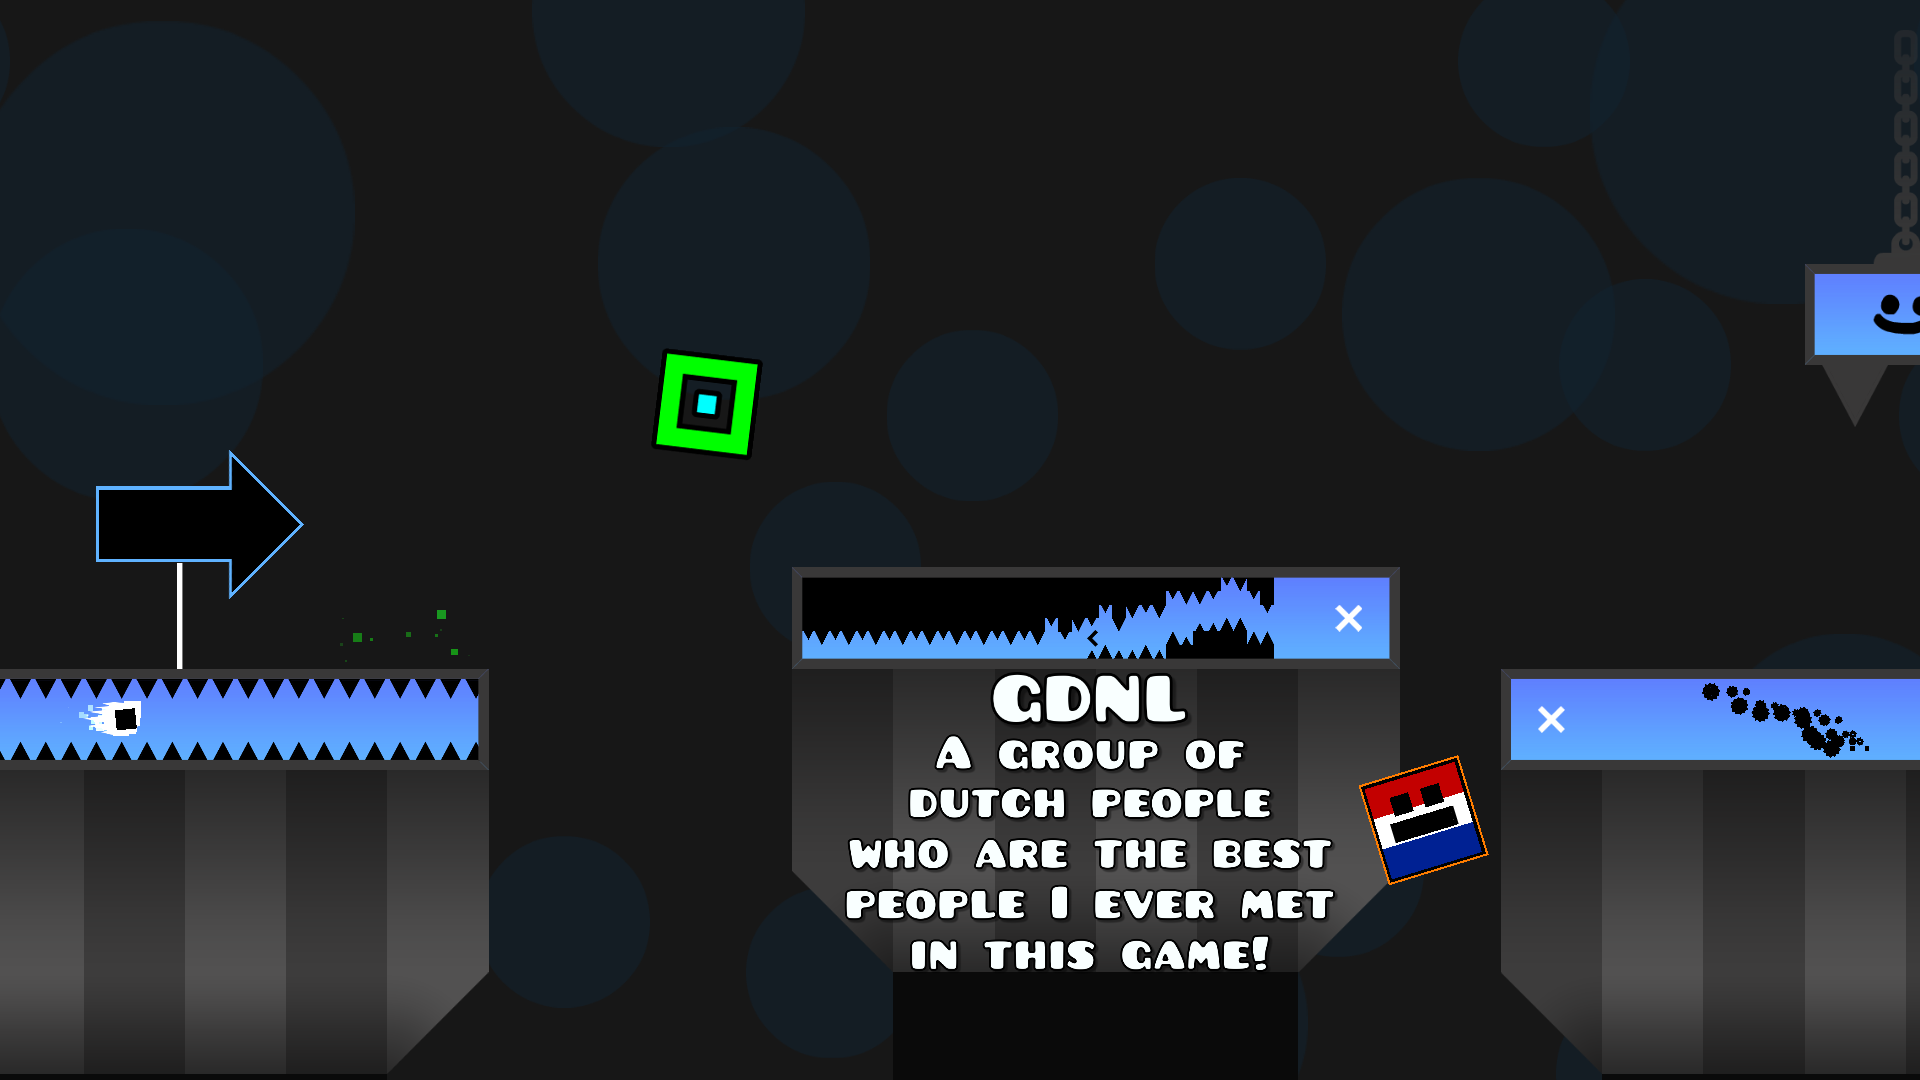 GDNL
A GROUP OF
DUTCH PEOPLE
WHO ARE THE BEST
PEOPLE I EVER MET
IN THIS GAME!